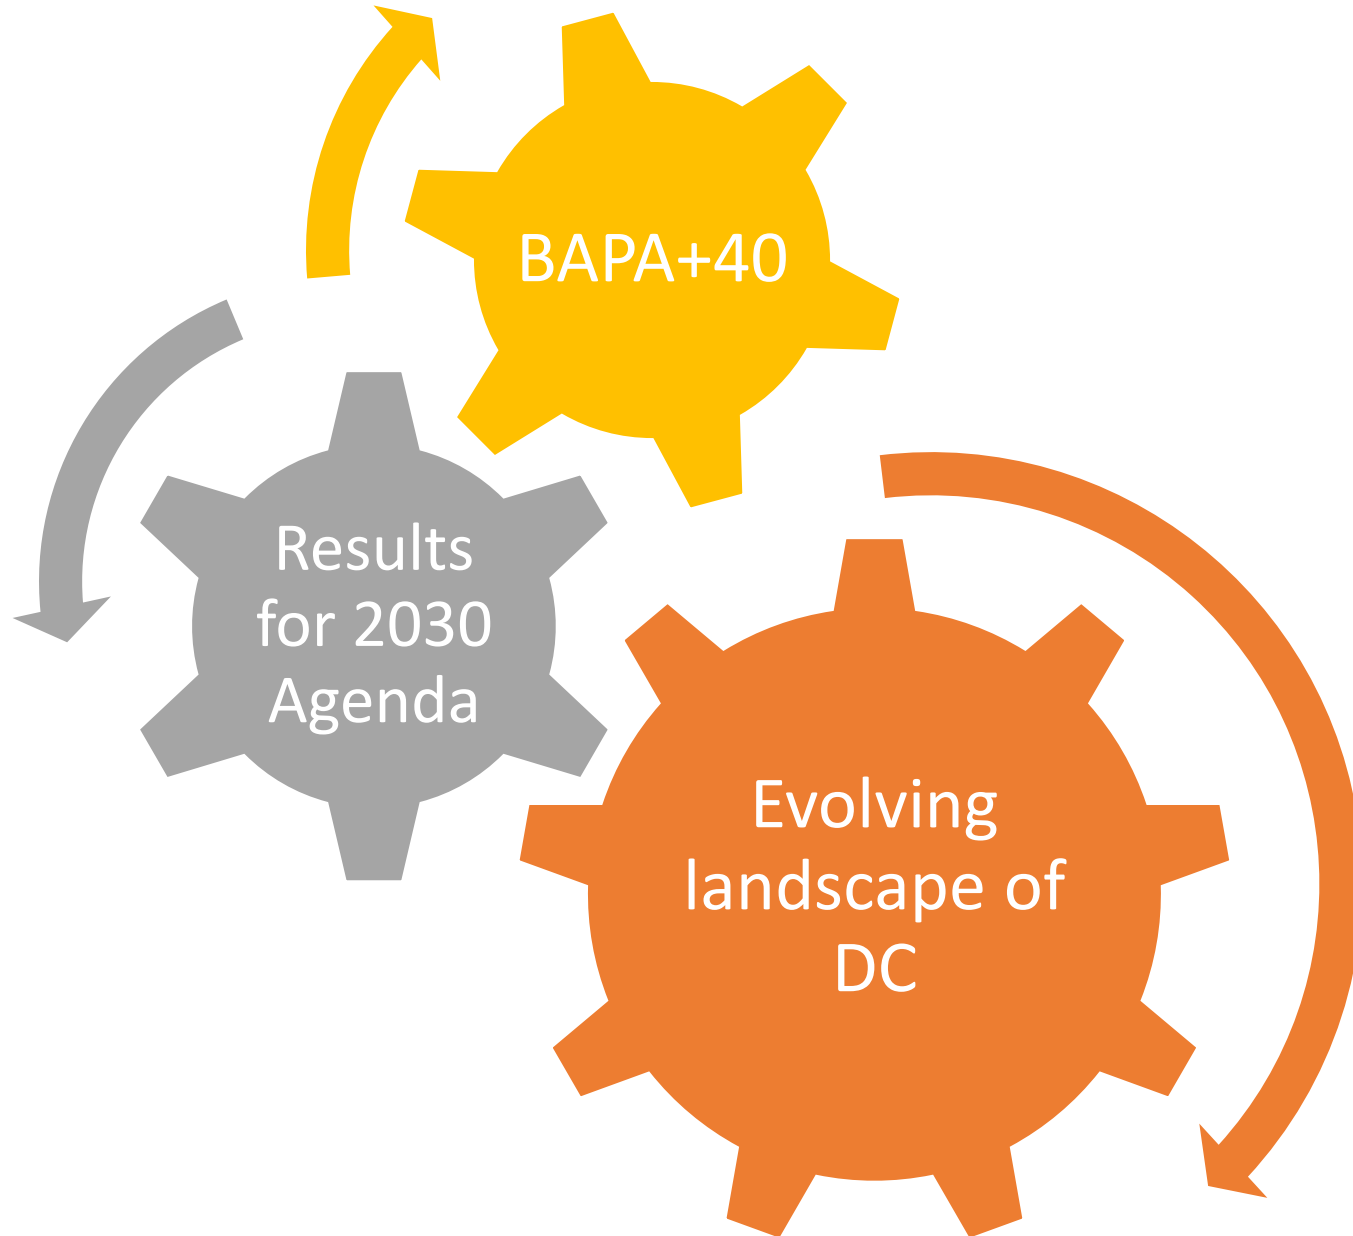 BAPA+40
Results
for 2030
Agenda
Evolving
landscape of
DC